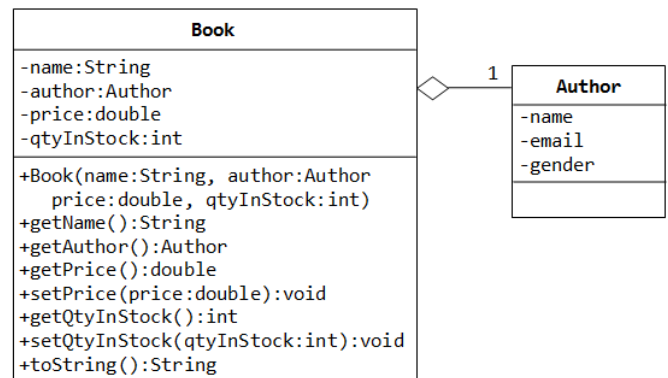 Book
-name:String
-author:Author
-price:double
-qtyInStock:int
+Book(name:String, author:Author
price:double, qtyInStock:int)
+getName():String
+getAuthor():Author
+getPrice():double
+setPrice(price:double):void
+getQtyInStock():int
+setQtyInStock(qtyInStock:int):void
+toString():String
1
Author
-name
-email
-gender